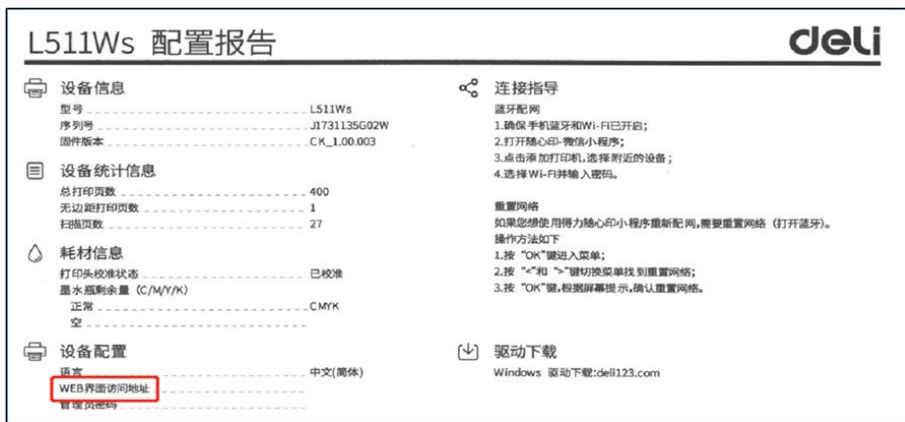 L511Ws 配置报告
deli
设备信息
型号 L511Ws
序列号 J1731135G02W
固件版本 CK_1.00.003
设备统计信息
总打印页数 400
无边距打印页数 1
扫描页数 27
耗材信息
打印头校准状态 已校准
墨水瓶剩余量（C/M/Y/K）
正常 CMYK
空
设备配置
语言 中文(简体)
WEB界面访问地址
管理员密码
连接指导
蓝牙配网
1.确保手机蓝牙和Wi-Fi已开启；
2.打开随心印-微信小程序；
3.点击添加打印机,选择附近的设备；
4.选择Wi-Fi并输入密码。
重置网络
如果您想使用得力随心印小程序重新配网,需要重置网络（打开蓝牙）。
操作方法如下
1.按“OK”键进入菜单；
2.按“<”和“>”键切换菜单找到重置网络；
3.按“OK”键,根据屏幕提示,确认重置网络。
驱动下载
Windows 驱动下载:deli123.com